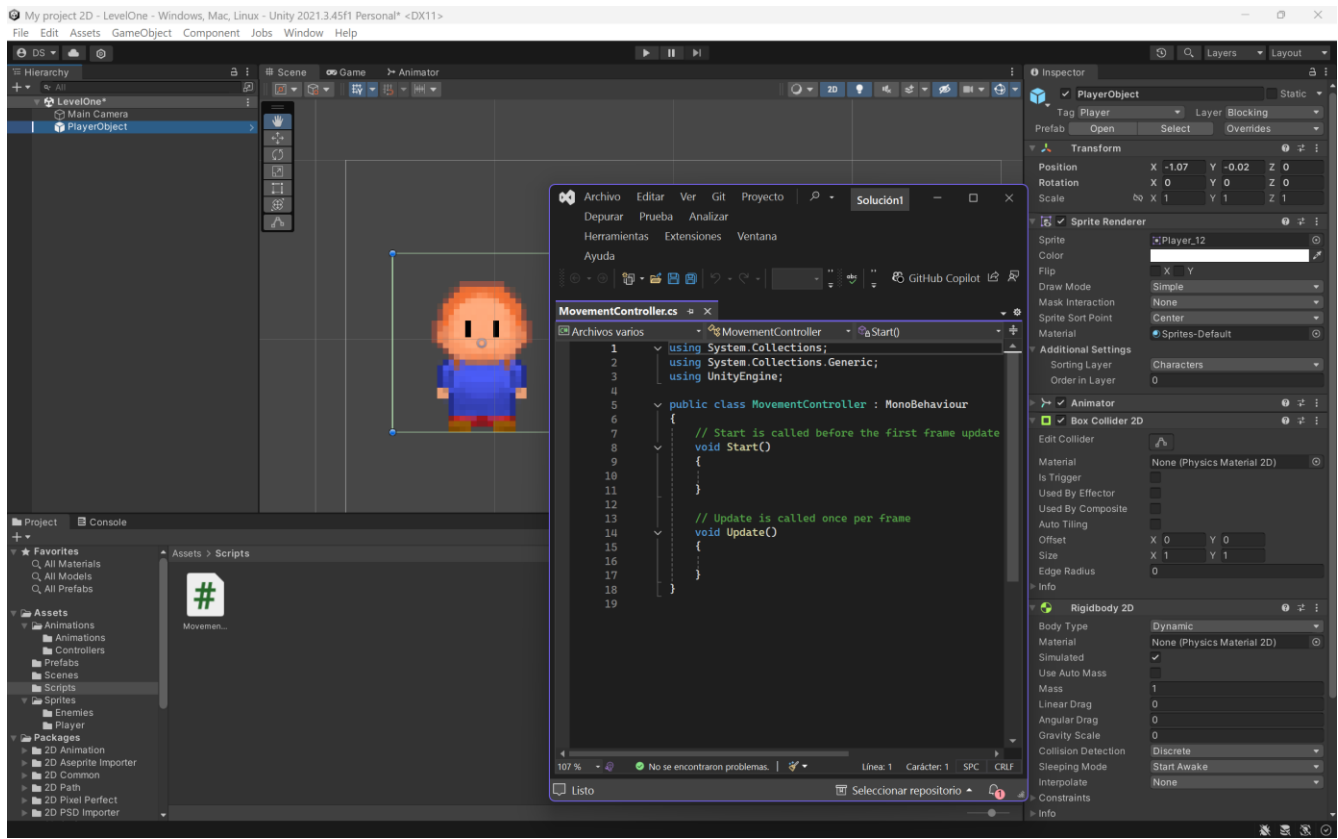 My project 2D - LevelOne - Windows, Mac, Linux - Unity 2021.3.45f1 Personal* <DX11>
File Edit Assets GameObject Component Jobs Window Help
DS
Layers
Layout
Hierarchy
All
LevelOne*
Main Camera
PlayerObject
Scene
Game
Animator
2D
Archivo Editar Ver Git Proyecto
Solución1
Depurar Prueba Analizar
Herramientas Extensiones Ventana
Ayuda
GitHub Copilot
MovementController.cs
Archivos varios
MovementController
Start()
1 using System.Collections;
2 using System.Collections.Generic;
3 using UnityEngine;
4
5 public class MovementController : MonoBehaviour
6 {
7 // Start is called before the first frame update
8 void Start()
9 {
10
11 }
12
13 // Update is called once per frame
14 void Update()
15 {
16
17 }
18 }
19
107 %
No se encontraron problemas.
Línea: 1 Carácter: 1 SPC CRLF
Listo
Seleccionar repositorio
1
Project
Console
Favorites
All Materials
All Models
All Prefabs
Assets
Animations
Animations
Controllers
Prefabs
Scenes
Scripts
Sprites
Enemies
Player
Packages
2D Animation
2D Aseprite Importer
2D Common
2D Path
2D Pixel Perfect
2D PSD Importer
Assets > Scripts
#
Movemen...
Inspector
PlayerObject
Static
Tag Player Layer Blocking
Prefab Open Select Overrides
Transform
Position X -1.07 Y -0.02 Z 0
Rotation X 0 Y 0 Z 0
Scale X 1 Y 1 Z 1
Sprite Renderer
Sprite Player_12
Color
Flip X Y
Draw Mode Simple
Mask Interaction None
Sprite Sort Point Center
Material Sprites-Default
Additional Settings
Sorting Layer Characters
Order in Layer 0
Animator
Box Collider 2D
Edit Collider
Material None (Physics Material 2D)
Is Trigger
Used By Effector
Used By Composite
Auto Tiling
Offset X 0 Y 0
Size X 1 Y 1
Edge Radius 0
Info
Rigidbody 2D
Body Type Dynamic
Material None (Physics Material 2D)
Simulated
Use Auto Mass
Mass 1
Linear Drag 0
Angular Drag 0
Gravity Scale 0
Collision Detection Discrete
Sleeping Mode Start Awake
Interpolate None
Constraints
Info